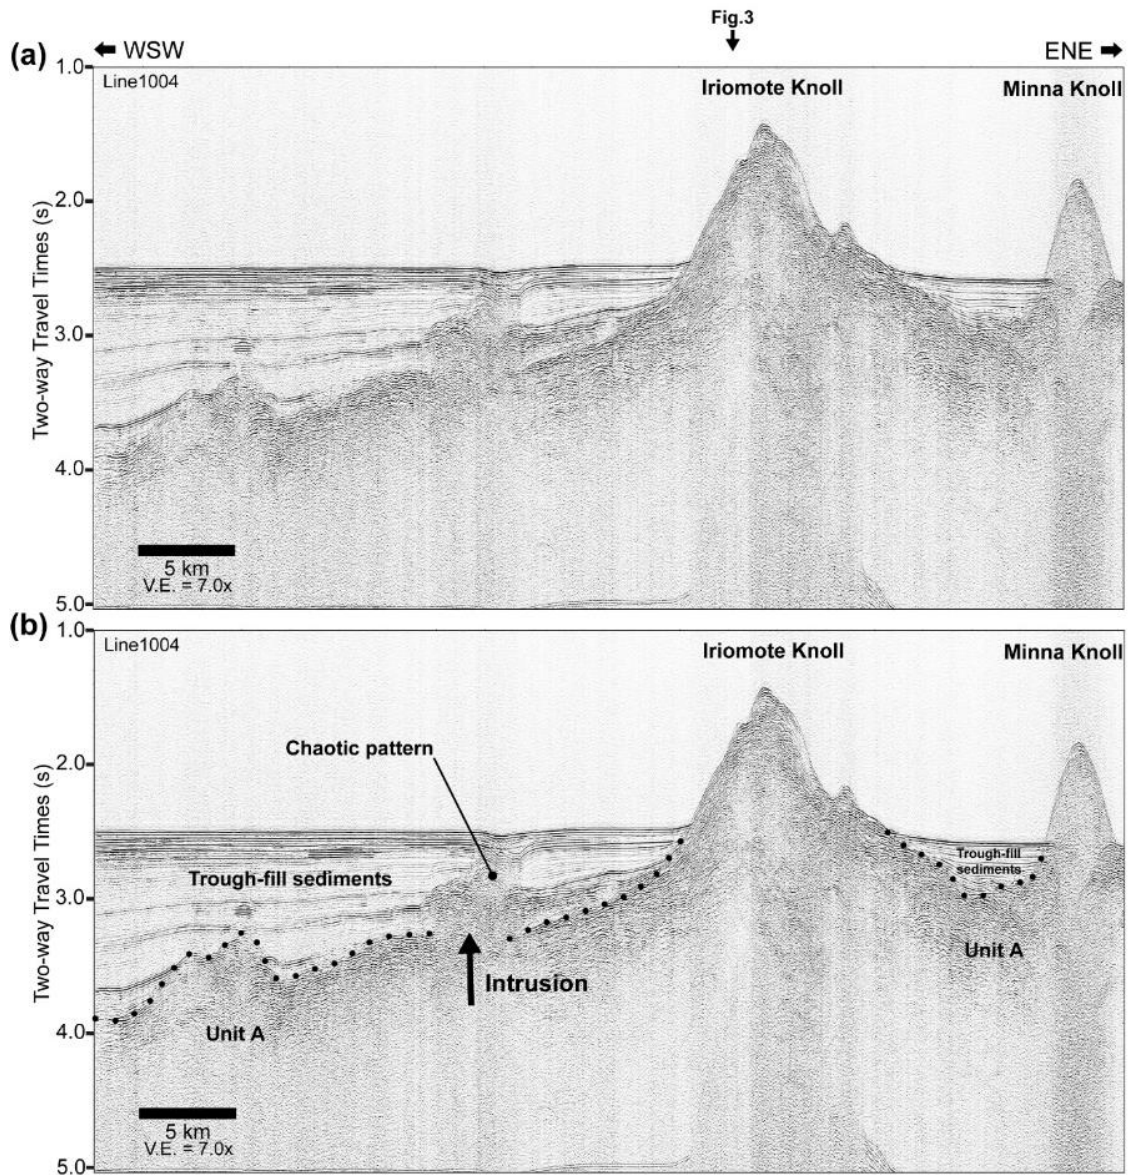 Fig.3
(a)
WSW
ENE
1.0
Line1004
Iriomote Knoll
Minna Knoll
2.0
Two-way Travel Times (s)
3.0
4.0
5 km
V.E. = 7.0x
5.0
(b)
1.0
Line1004
Iriomote Knoll
Minna Knoll
Chaotic pattern
2.0
Two-way Travel Times (s)
Trough-fill sediments
Trough-fill
sediments
3.0
Unit A
Intrusion
Unit A
4.0
5 km
V.E. = 7.0x
5.0